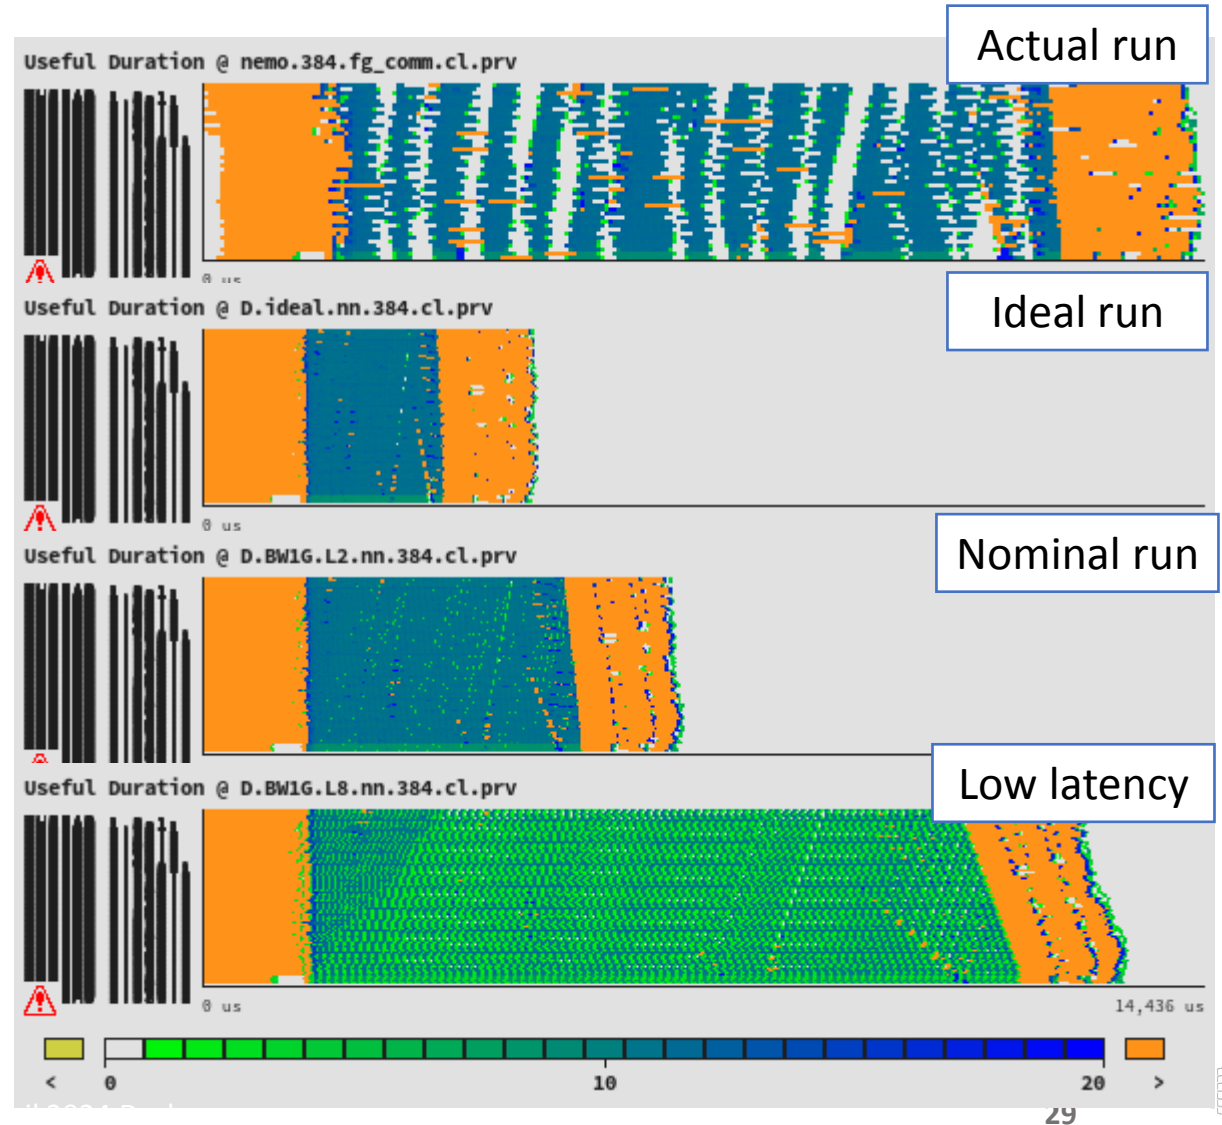 Actual run
Useful Duration @ nemo.384.fg_comm.cl.prv
0 us
Ideal run
Useful Duration @ D.ideal.nn.384.cl.prv
0 us
Nominal run
Useful Duration @ D.BW1G.L2.nn.384.cl.prv
Low latency
Useful Duration @ D.BW1G.L8.nn.384.cl.prv
0 us 14,436 us
< 0 10 20 >
29